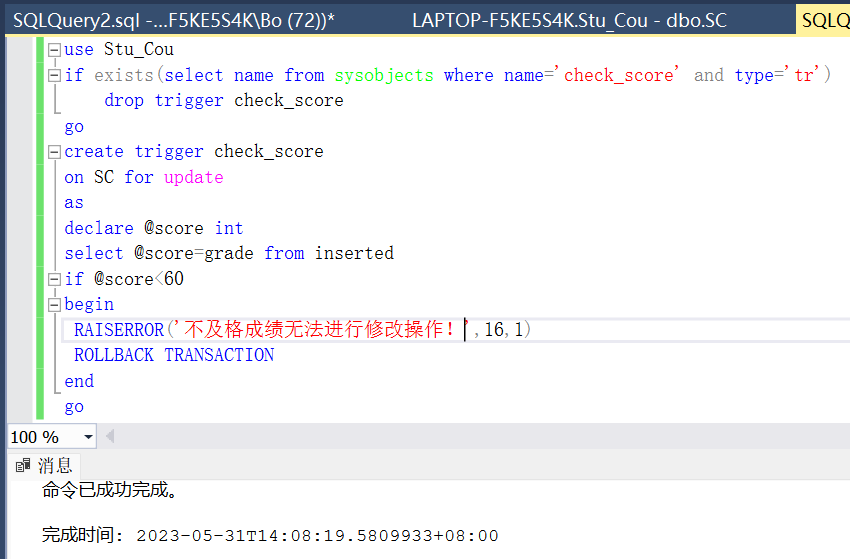 SQLQuery2.sql -...F5KE5S4K\Bo (72))* LAPTOP-F5KE5S4K.Stu_Cou - dbo.SC SQLQ
use Stu_Cou
if exists(select name from sysobjects where name='check_score' and type='tr')
drop trigger check_score
go
create trigger check_score
on SC for update
as
declare @score int
select @score=grade from inserted
if @score<60
begin
RAISERROR('不及格成绩无法进行修改操作！',16,1)
ROLLBACK TRANSACTION
end
go
100 %
消息
命令已成功完成。
完成时间: 2023-05-31T14:08:19.5809933+08:00